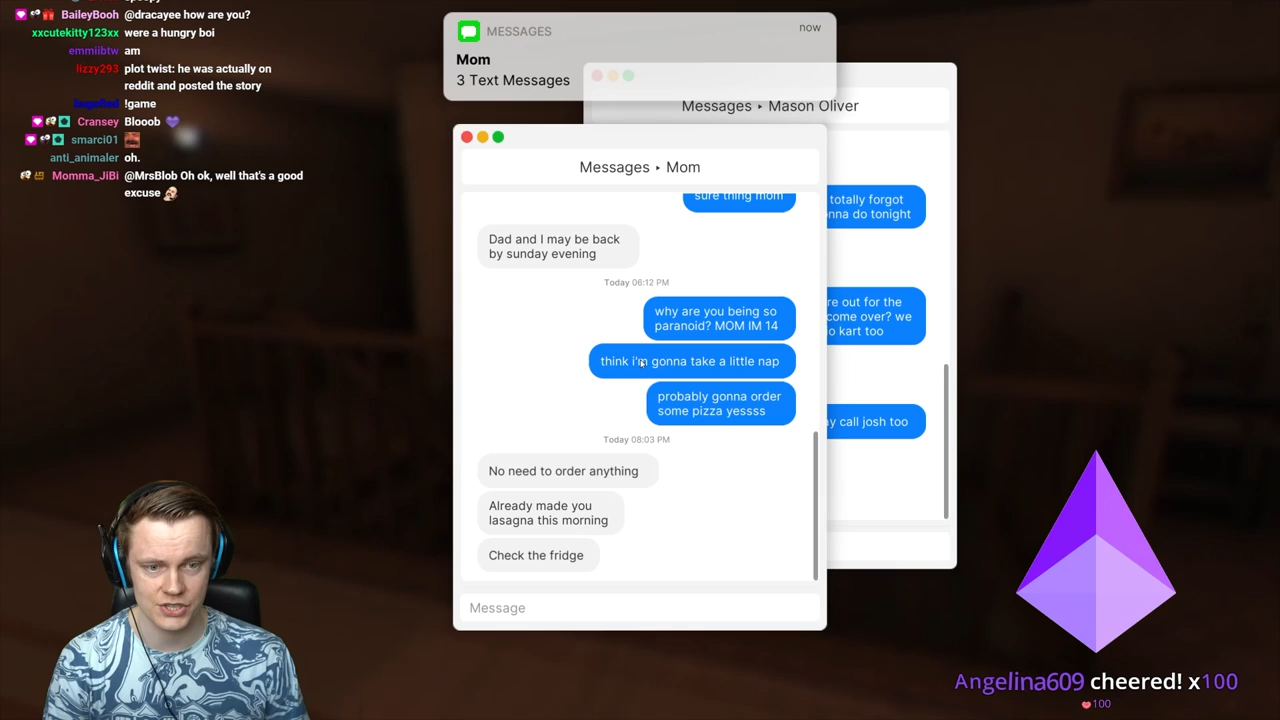 BaileyBooh @dracayee how are you?
xxcutekitty123xx were a hungry boi
emmiibtw am
lizzy293 plot twist: he was actually on
reddit and posted the story
!game
Cransey Blooob
smarci01
anti_animaler oh.
Momma_JiBi @MrsBlob Oh ok, well that's a good
excuse
MESSAGES
now
Mom
3 Text Messages
Messages ‣ Mason Oliver
totally forgot
nna do tonight
re out for the
come over? we
o kart too
y call josh too
Messages ‣ Mom
sure thing mom
Dad and I may be back
by sunday evening
Today 06:12 PM
why are you being so
paranoid? MOM IM 14
think i'm gonna take a little nap
probably gonna order
some pizza yessss
Today 08:03 PM
No need to order anything
Already made you
lasagna this morning
Check the fridge
Message
Angelina609 cheered! x100
100